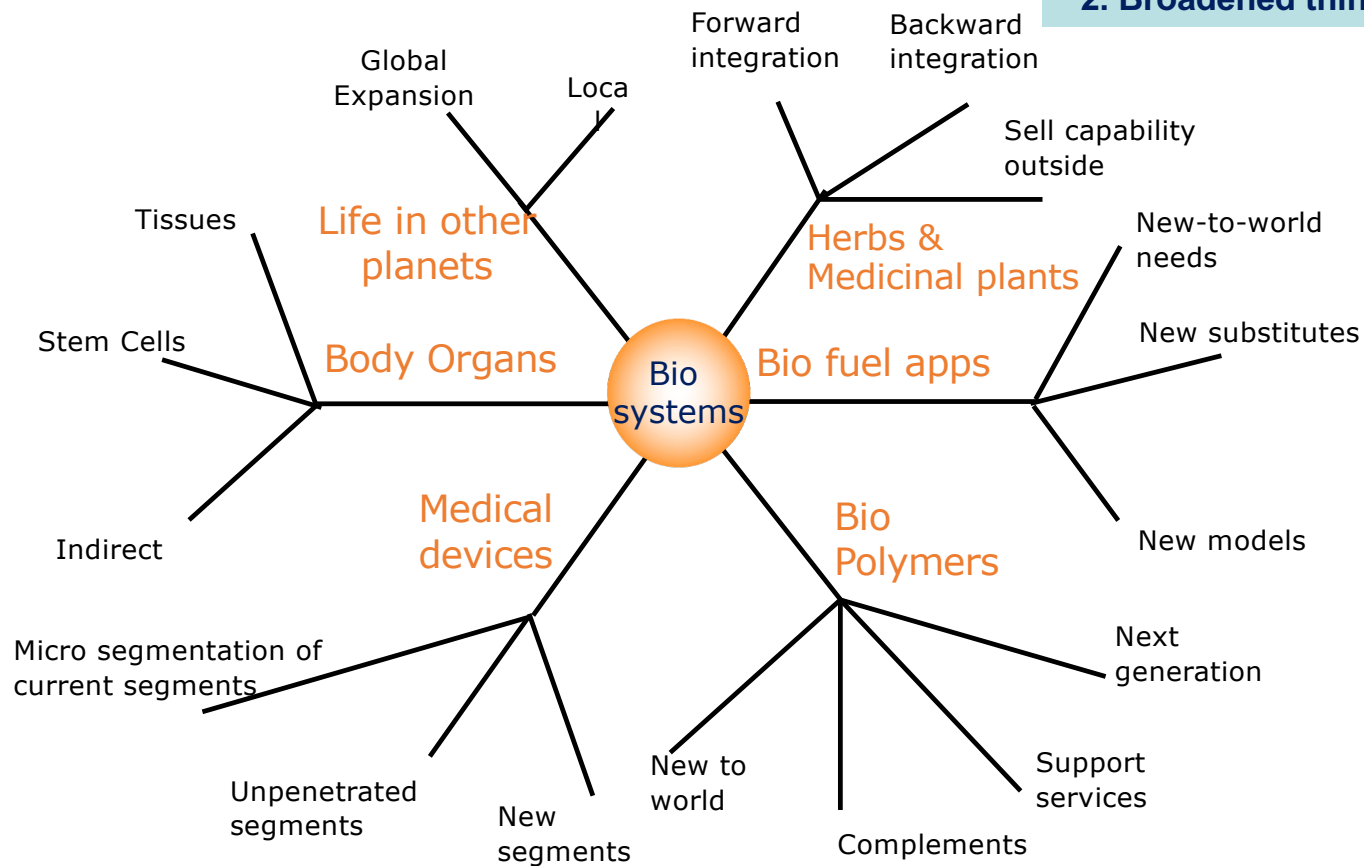 2. Broadened thin
Forward
integration
Backward
integration
Global
Expansion
Loca
l
Sell capability
outside
Tissues
Life in other
planets
Herbs &
Medicinal plants
New-to-world
needs
Stem Cells
Body Organs
Bio
systems
Bio fuel apps
New substitutes
Indirect
Medical
devices
Bio
Polymers
New models
Micro segmentation of
current segments
Next
generation
Unpenetrated
segments
New
segments
New to
world
Complements
Support
services